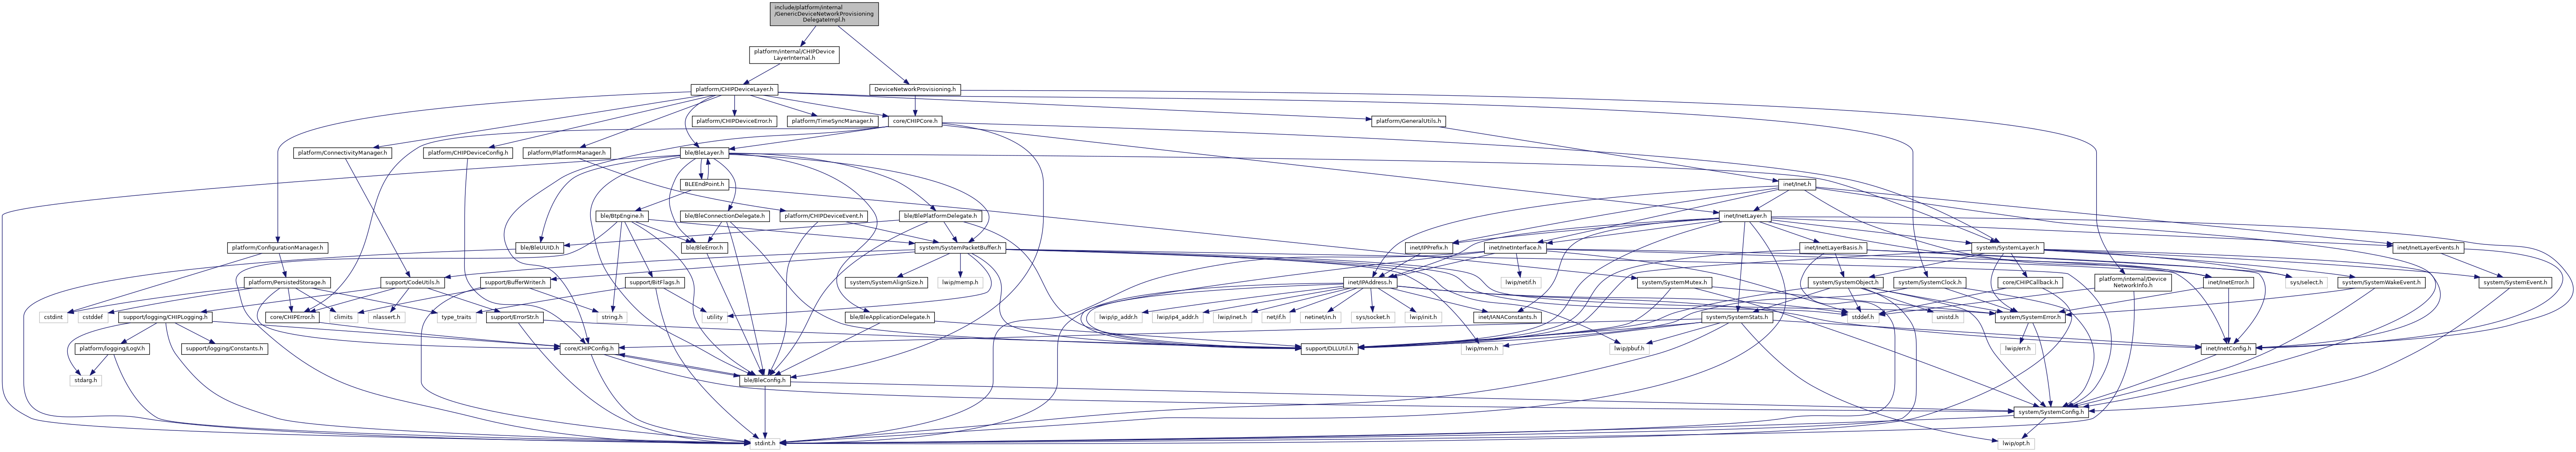 include/platform/internal
/GenericDeviceNetworkProvisioning
DelegateImpl.h
platform/internal/CHIPDevice
LayerInternal.h
platform/CHIPDeviceLayer.h
DeviceNetworkProvisioning.h
platform/CHIPDeviceError.h
platform/TimeSyncManager.h
core/CHIPCore.h
platform/GeneralUtils.h
platform/ConnectivityManager.h
platform/CHIPDeviceConfig.h
platform/PlatformManager.h
ble/BleLayer.h
BLEEndPoint.h
inet/Inet.h
ble/BtpEngine.h
ble/BleConnectionDelegate.h
platform/CHIPDeviceEvent.h
ble/BlePlatformDelegate.h
inet/InetLayer.h
platform/ConfigurationManager.h
ble/BleUUID.h
ble/BleError.h
system/SystemPacketBuffer.h
inet/IPPrefix.h
inet/InetInterface.h
inet/InetLayerBasis.h
system/SystemLayer.h
inet/InetLayerEvents.h
platform/PersistedStorage.h
support/CodeUtils.h
support/BufferWriter.h
support/BitFlags.h
system/SystemAlignSize.h
lwip/memp.h
system/SystemMutex.h
inet/IPAddress.h
lwip/netif.h
system/SystemObject.h
system/SystemClock.h
core/CHIPCallback.h
platform/internal/Device
NetworkInfo.h
inet/InetError.h
sys/select.h
system/SystemWakeEvent.h
system/SystemEvent.h
cstdint
cstddef
support/logging/CHIPLogging.h
core/CHIPError.h
climits
nlassert.h
type_traits
support/ErrorStr.h
string.h
utility
ble/BleApplicationDelegate.h
lwip/ip_addr.h
lwip/ip4_addr.h
lwip/inet.h
net/if.h
netinet/in.h
sys/socket.h
lwip/init.h
inet/IANAConstants.h
system/SystemStats.h
stddef.h
unistd.h
system/SystemError.h
platform/logging/LogV.h
support/logging/Constants.h
core/CHIPConfig.h
support/DLLUtil.h
lwip/mem.h
lwip/pbuf.h
lwip/err.h
inet/InetConfig.h
stdarg.h
ble/BleConfig.h
system/SystemConfig.h
stdint.h
lwip/opt.h